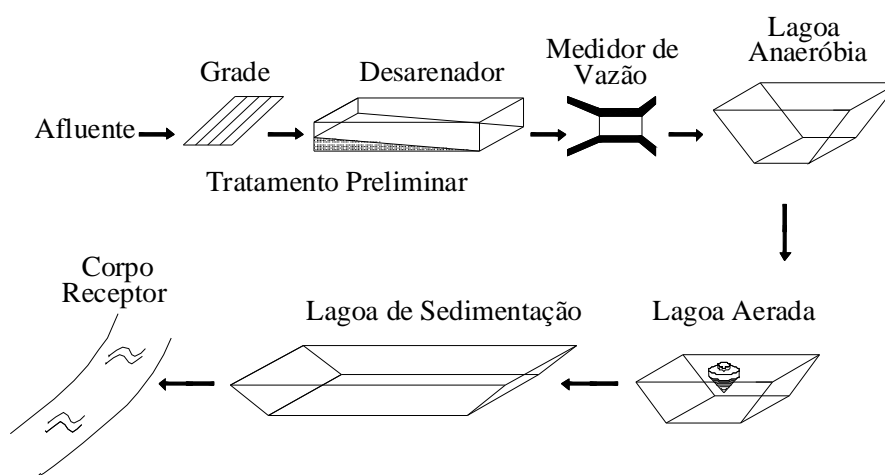 Afluente
Grade
Desarenador
Tratamento Preliminar
Medidor de
Vazão
Lagoa
Anaeróbia
Lagoa Aerada
Lagoa de Sedimentação
Corpo
Receptor